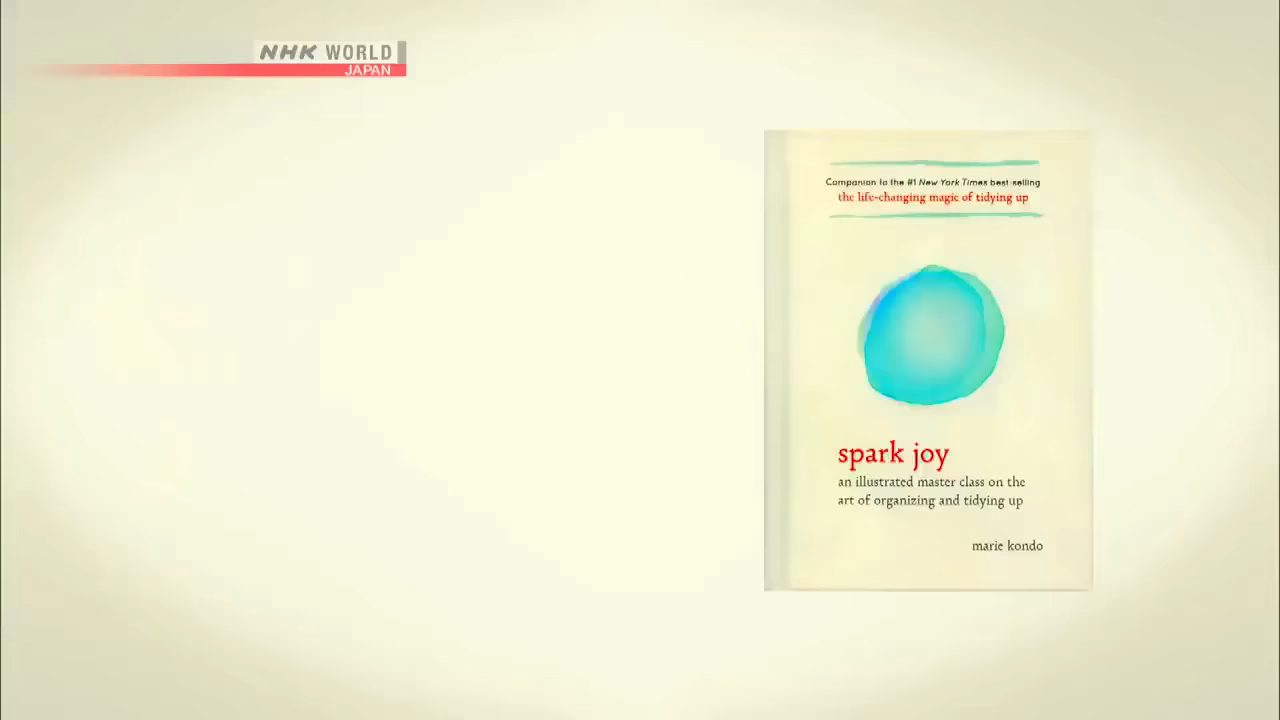 NHK WORLD
JAPAN
Companion to the #1 New York Times best-selling
the life-changing magic of tidying up
spark joy
an illustrated master class on the
art of organizing and tidying up
marie kondo